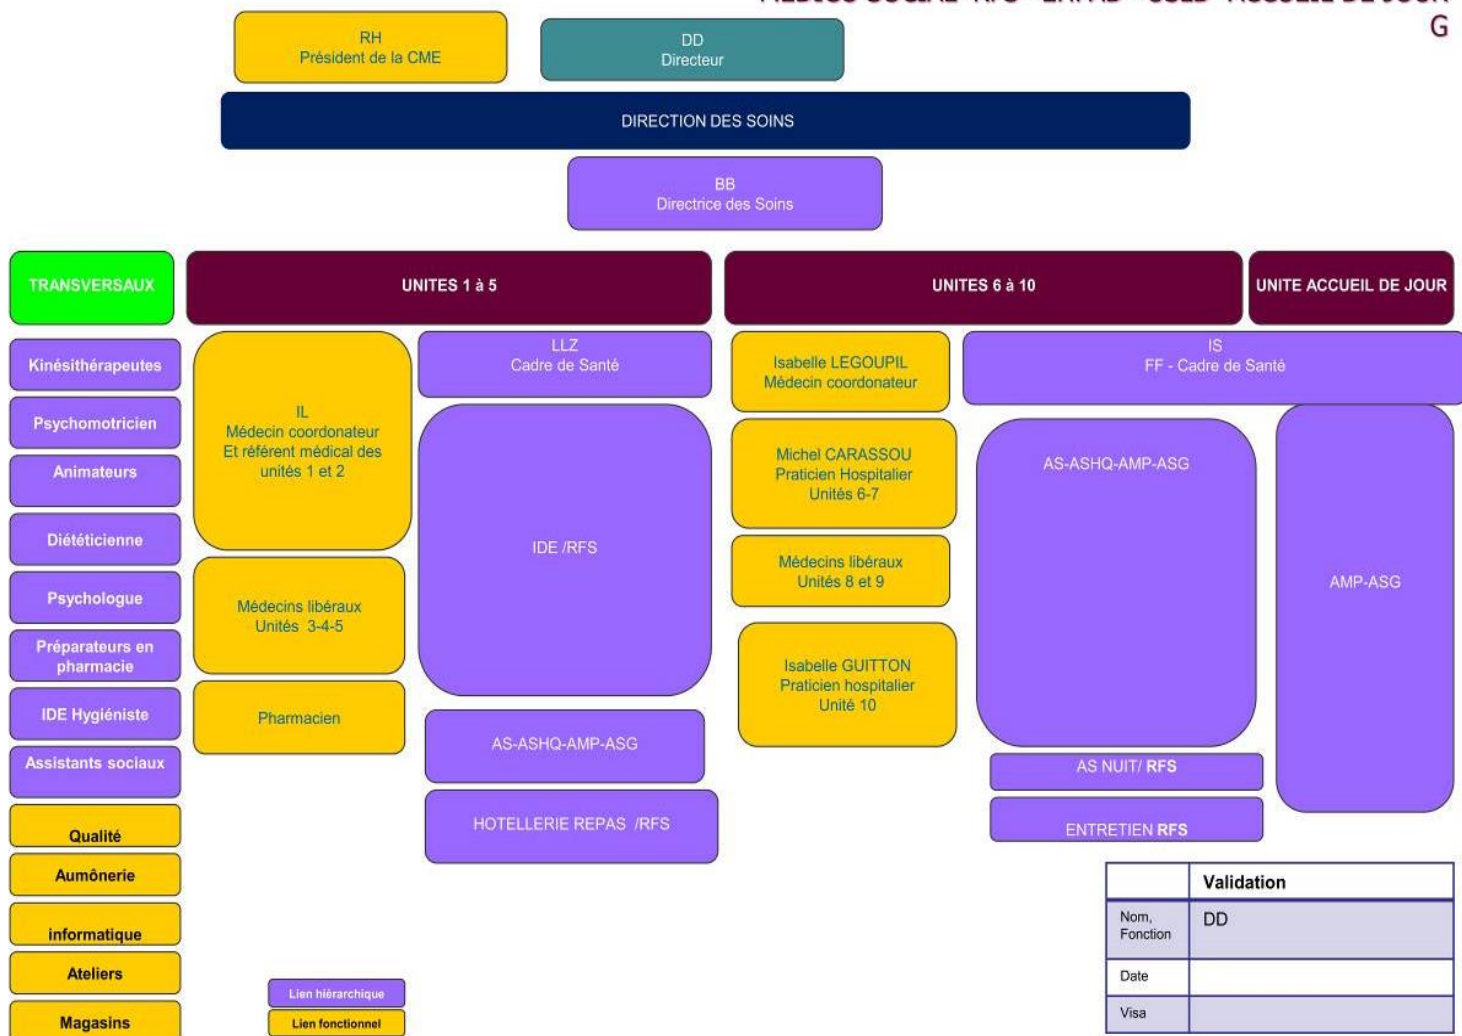 G
RH
Président de la CME
DD
Directeur
DIRECTION DES SOINS
BB
Directrice des Soins
TRANSVERSAUX
UNITES 1 à 5
UNITES 6 à 10
UNITE ACCUEIL DE JOUR
Kinésithérapeutes
Psychomotricien
Animateurs
Diététicienne
Psychologue
Préparateurs en
pharmacie
IDE Hygiéniste
Assistants sociaux
Qualité
Aumônerie
informatique
Ateliers
Magasins
IL
Médecin coordonateur
Et référent médical des
unités 1 et 2
Médecins libéraux
Unités 3-4-5
Pharmacien
LLZ
Cadre de Santé
IDE /RFS
AS-ASHQ-AMP-ASG
HOTELLERIE REPAS /RFS
Isabelle LEGOUPIL
Médecin coordonateur
Michel CARASSOU
Praticien Hospitalier
Unités 6-7
Médecins libéraux
Unités 8 et 9
Isabelle GUITTON
Praticien hospitalier
Unité 10
IS
FF - Cadre de Santé
AS-ASHQ-AMP-ASG
AS NUIT/ RFS
ENTRETIEN RFS
AMP-ASG
Lien hiérarchique
Lien fonctionnel
Validation
Nom,
Fonction
DD
Date
Visa